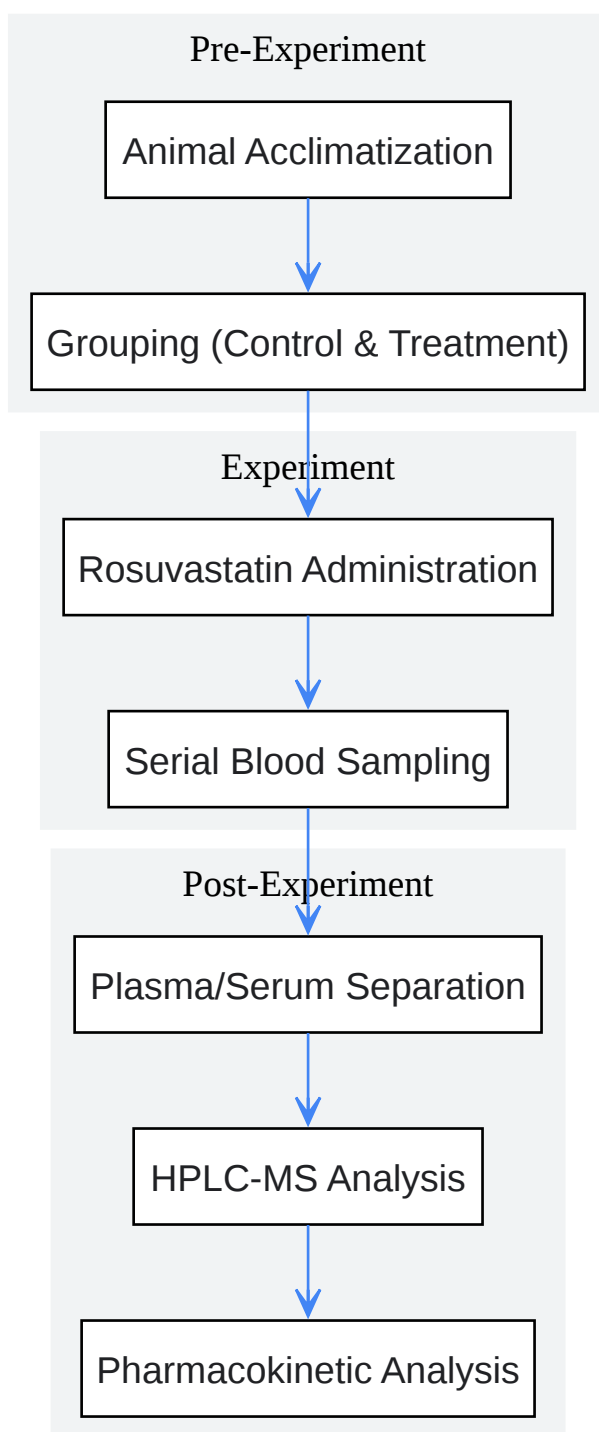 Pre-Experiment
Animal Acclimatization
Grouping (Control & Treatment)
Experiment
Rosuvastatin Administration
Serial Blood Sampling
Post-Experiment
Plasma/Serum Separation
HPLC-MS Analysis
Pharmacokinetic Analysis